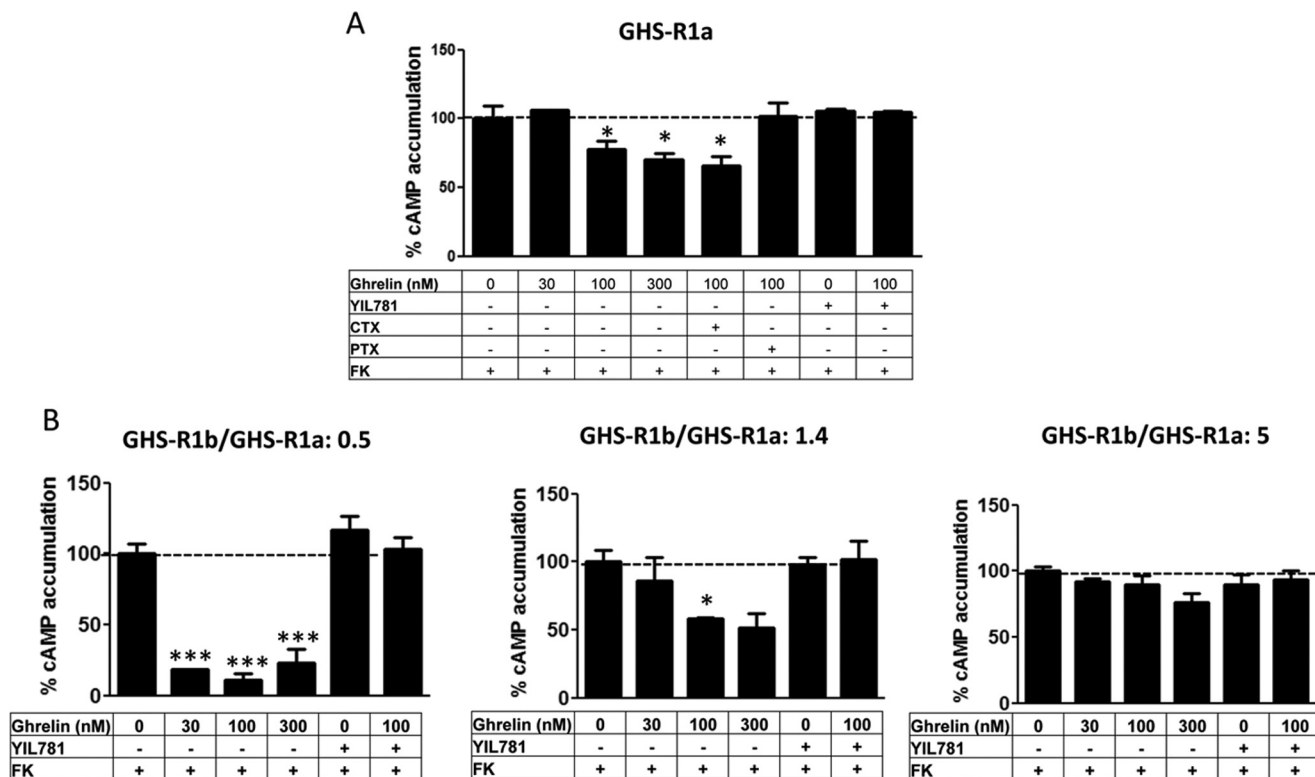 A
GHS-R1a
% cAMP accumulation
150
100
50
0
* * *
Ghrelin (nM) 0 30 100 300 100 100 0 100
YIL781 - - - - - - + +
CTX - - - - + - - -
PTX - - - - - + - -
FK + + + + + + + +
B
GHS-R1b/GHS-R1a: 0.5
% cAMP accumulation
150
100
50
0
*** *** ***
Ghrelin (nM) 0 30 100 300 0 100
YIL781 - - - - + +
FK + + + + + +
GHS-R1b/GHS-R1a: 1.4
% cAMP accumulation
150
100
50
0
*
Ghrelin (nM) 0 30 100 300 0 100
YIL781 - - - - + +
FK + + + + + +
GHS-R1b/GHS-R1a: 5
% cAMP accumulation
150
100
50
0
Ghrelin (nM) 0 30 100 300 0 100
YIL781 - - - - + +
FK + + + + + +